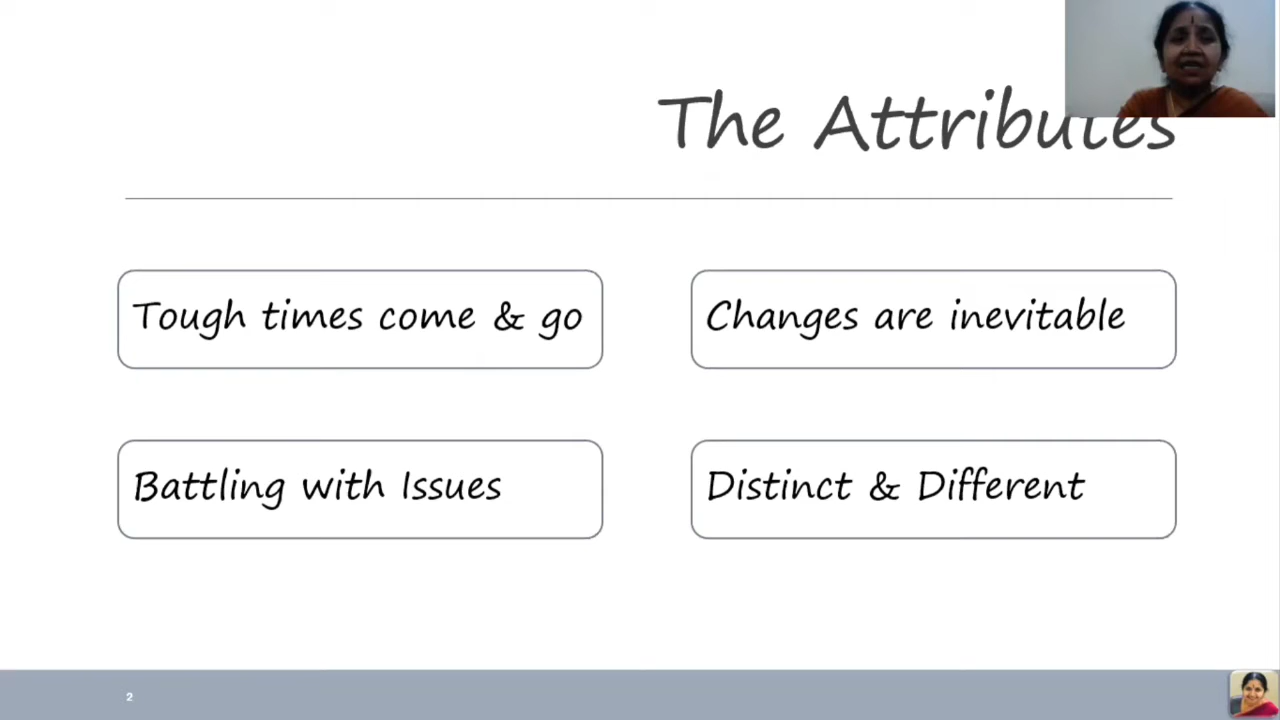 The Attributes
Tough times come & go
Changes are inevitable
Battling with Issues
Distinct & Different
2